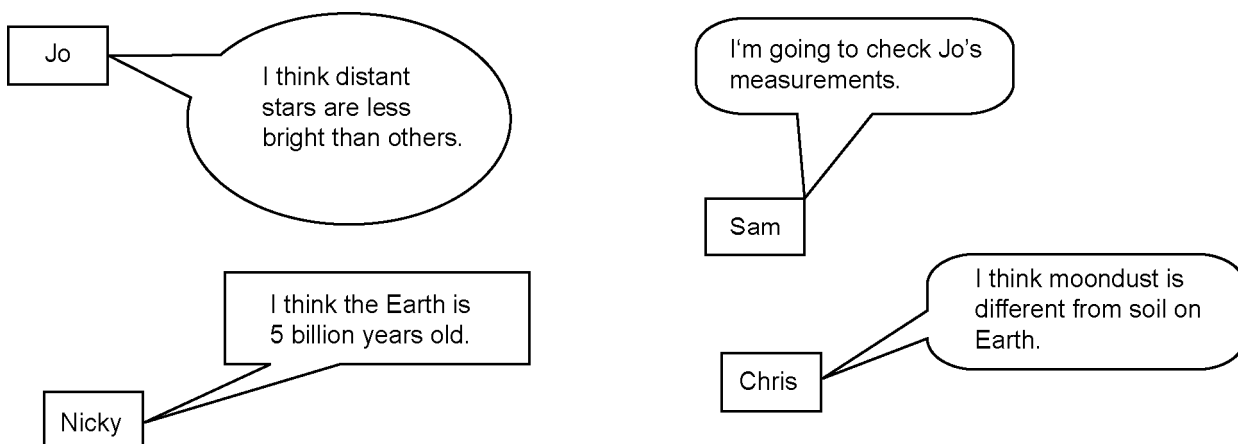 Jo
I think distant
stars are less
bright than others.
I‘m going to check Jo’s
measurements.
Sam
I think the Earth is
5 billion years old.
Nicky
I think moondust is
different from soil on
Earth.
Chris